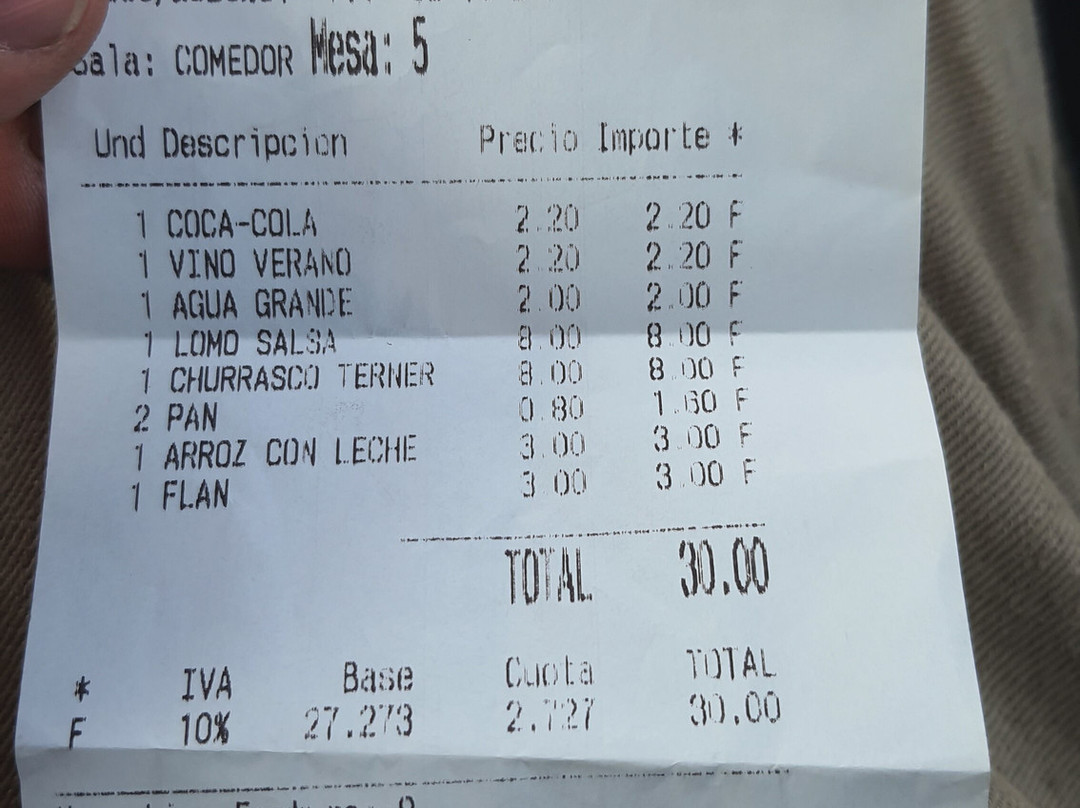 Sala: COMEDOR Mesa: 5
Und Descripcion Precio Importe *
1 COCA-COLA 2.20 2.20 F
1 VINO VERANO 2.20 2.20 F
1 AGUA GRANDE 2.00 2.00 F
1 LOMO SALSA 8.00 8.00 F
1 CHURRASCO TERNER 8.00 8.00 F
2 PAN 0.80 1.60 F
1 ARROZ CON LECHE 3.00 3.00 F
1 FLAN 3.00 3.00 F
TOTAL 30.00
* IVA Base Cuota TOTAL
F 10% 27.273 2.727 30.00